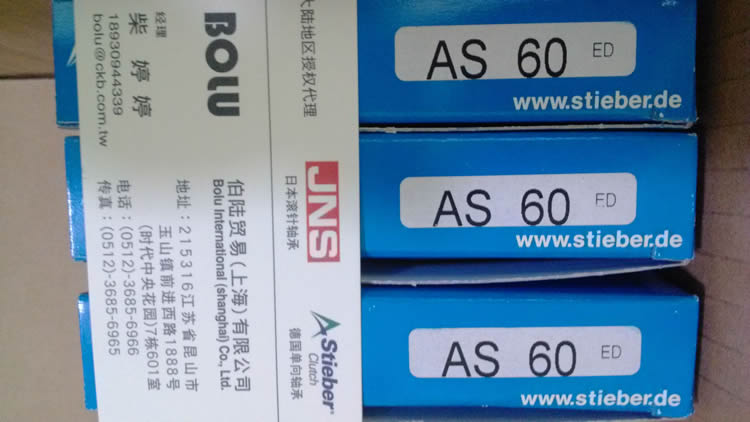 大陆地区授权代理
JNS
日本滚针轴承
Stieber®
Clutch
德国单向轴承
BOLU
伯陆贸易(上海)有限公司
Bolu International (shanghai) Co., Ltd.
经理
柴 婷 婷
18930944339
bolu@ckb.com.tw
地址:215316江苏省昆山市
玉山镇前进西路1888号
(时代中央花园)7栋601室
电话:(0512)-3685-6966
传真:(0512)-3685-6965
AS 60 ED
www.stieber.de
AS 60 ED
www.stieber.de
AS 60 ED
www.stieber.de